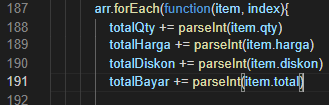 187 arr.forEach(function(item, index){
188 totalQty += parseInt(item.qty)
189 totalHarga += parseInt(item.harga)
190 totalDiskon += parseInt(item.diskon)
191 totalBayar += parseInt(item.total)
192